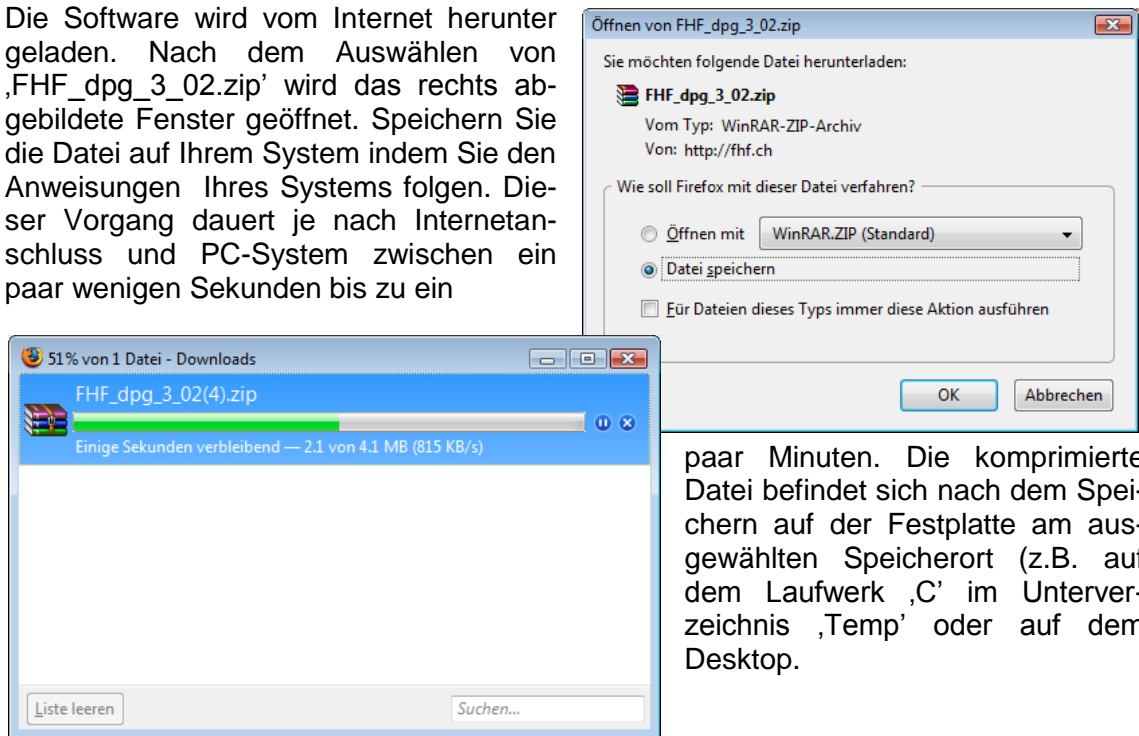 Die Software wird vom Internet herunter
geladen. Nach dem Auswählen von
‚FHF_dpg_3_02.zip’ wird das rechts ab-
gebildete Fenster geöffnet. Speichern Sie
die Datei auf Ihrem System indem Sie den
Anweisungen Ihres Systems folgen. Die-
ser Vorgang dauert je nach Internetan-
schluss und PC-System zwischen ein
paar wenigen Sekunden bis zu ein
Öffnen von FHF_dpg_3_02.zip
Sie möchten folgende Datei herunterladen:
FHF_dpg_3_02.zip
Vom Typ: WinRAR-ZIP-Archiv
Von: http://fhf.ch
Wie soll Firefox mit dieser Datei verfahren?
Öffnen mit WinRAR.ZIP (Standard)
Datei speichern
Für Dateien dieses Typs immer diese Aktion ausführen
OK Abbrechen
51% von 1 Datei - Downloads
FHF_dpg_3_02(4).zip
Einige Sekunden verbleibend — 2.1 von 4.1 MB (815 KB/s)
Liste leeren Suchen...
paar Minuten. Die komprimierte
Datei befindet sich nach dem Spei-
chern auf der Festplatte am aus-
gewählten Speicherort (z.B. auf
dem Laufwerk ‚C’ im Unterver-
zeichnis ‚Temp’ oder auf dem
Desktop.